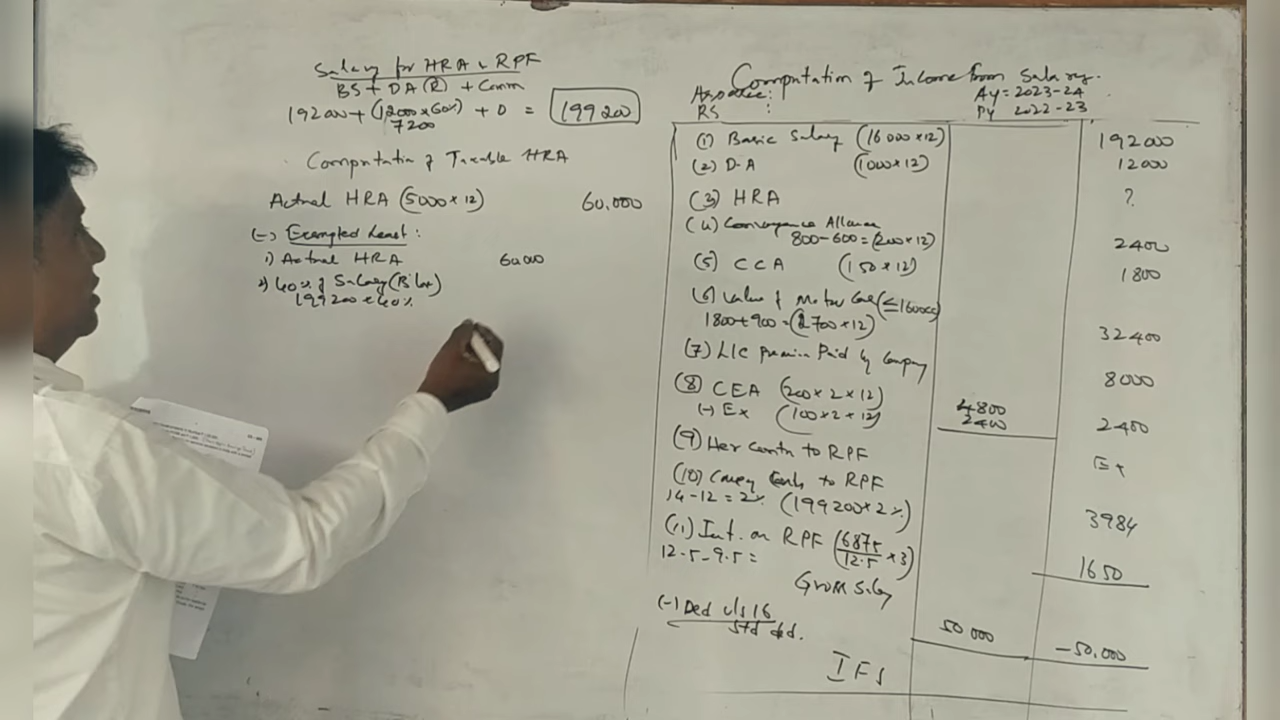 Salary for HRA & RPF
BS + DA (R) + Comm
192000 + (12000 × 60%) + 0 = 199200
7200
Computation of Taxable HRA
Actual HRA (5000 × 12) 60,000
(-) Exempted Least :
1) Actual HRA 60000
2) 40% of Salary
199200 × 40%
Computation of Income from Salary.
Assessee : AY = 2023-24
RS : PY 2022-23
(1) Basic Salary (16000 × 12) 192000
(2) D.A (1000 × 12) 12000
(3) HRA ?
(4) Conveyance Allowance
800 - 600 = (200 × 12) 2400
(5) CCA (150 × 12) 1800
(6) Value of Motor Car (≤1600cc)
1800 + 900 = (2700 × 12) 32400
(7) LIC Premium Paid by Company 8000
(8) CEA (200 × 2 × 12) 4800
(-) Ex (100 × 2 × 12) 2400 2400
(9) Her Contn to RPF Ex
(10) Compy Contn to RPF
14 - 12 = 2% (199200 × 2%) 3984
(11) Int. on RPF (6875/12.5 × 3)
12.5 - 9.5 = 1650
Gross Saly
(-) Ded u/s 16
Std dd. 50000 -50,000
IFS